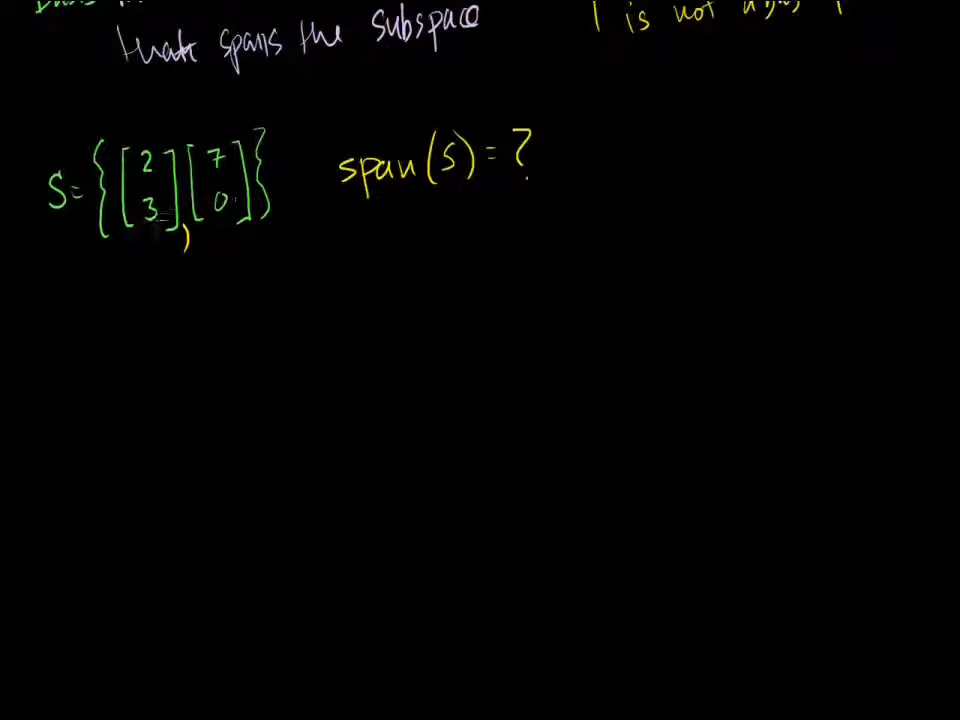 that spans the subspace
is not
S = { [2 3], [7 0] } span(S) = ?